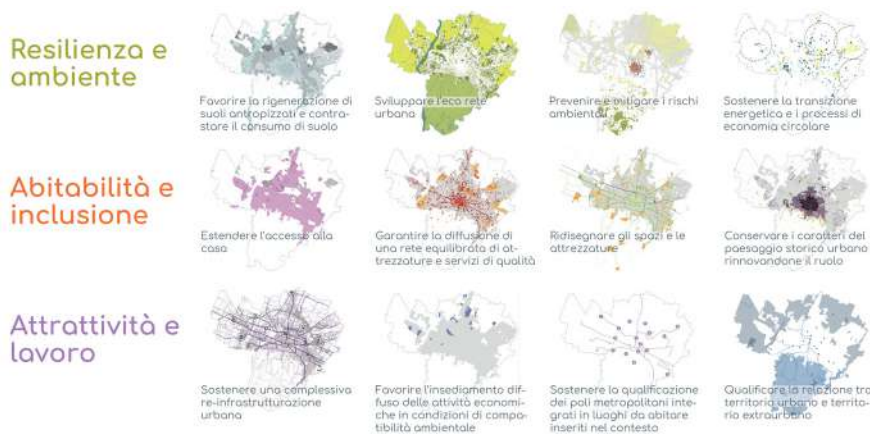 Resilienza e
ambiente
Favorire la rigenerazione di
suoli antropizzati e contra-
stare il consumo di suolo
Sviluppare l'eco rete
urbana
Prevenire e mitigare i rischi
ambientali
Sostenere la transizione
energetica e i processi di
economia circolare
Abitabilità e
inclusione
Estendere l'accesso alla
casa
Garantire la diffusione di
una rete equilibrata di at-
trezzature e servizi di qualità
Ridisegnare gli spazi e le
attrezzature
Conservare i caratteri del
paesaggio storico urbano
rinnovandone il ruolo
Attrattività e
lavoro
Sostenere una complessiva
re-infrastrutturazione
urbana
Favorire l'insediamento dif-
fuso delle attività economi-
che in condizioni di compa-
tibilità ambientale
Sostenere la qualificazione
dei poli metropolitani inte-
grati in luoghi da abitare
inseriti nel contesto
Qualificare la relazione tra
territorio urbano e territo-
rio extraurbano